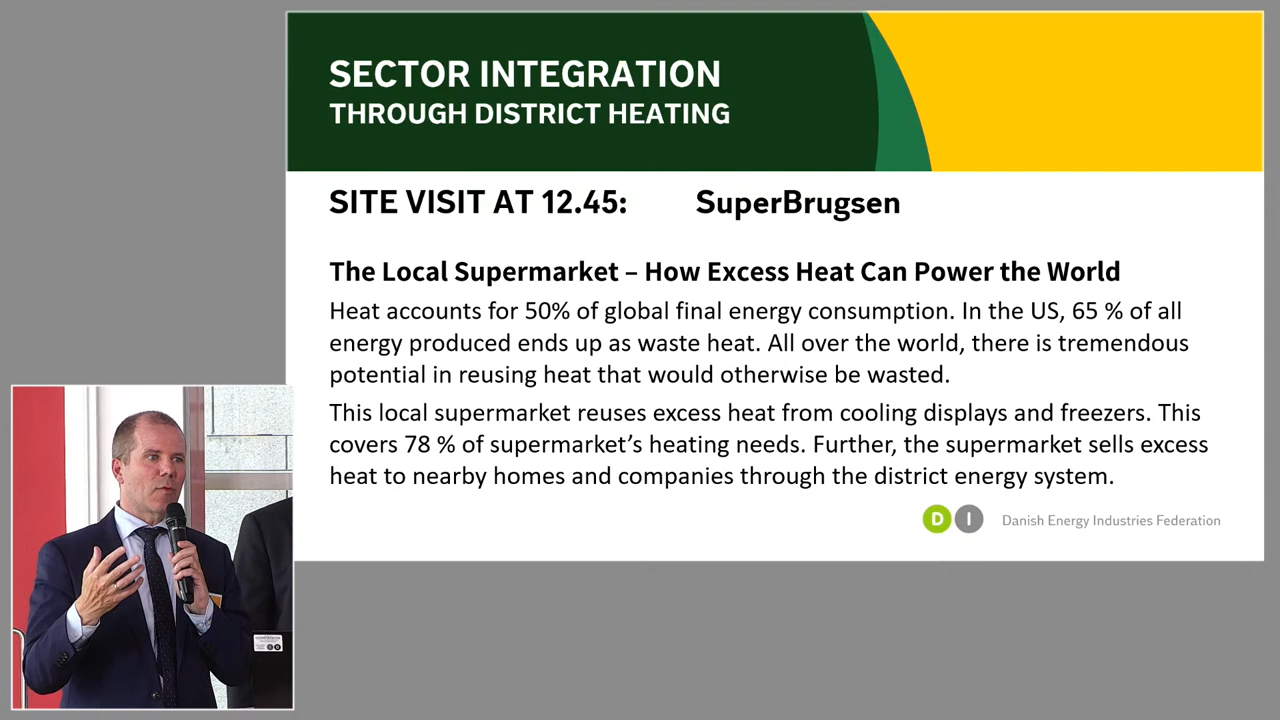 SECTOR INTEGRATION
THROUGH DISTRICT HEATING
SITE VISIT AT 12.45: SuperBrugsen
The Local Supermarket – How Excess Heat Can Power the World
Heat accounts for 50% of global final energy consumption. In the US, 65 % of all
energy produced ends up as waste heat. All over the world, there is tremendous
potential in reusing heat that would otherwise be wasted.
This local supermarket reuses excess heat from cooling displays and freezers. This
covers 78 % of supermarket’s heating needs. Further, the supermarket sells excess
heat to nearby homes and companies through the district energy system.
D I Danish Energy Industries Federation